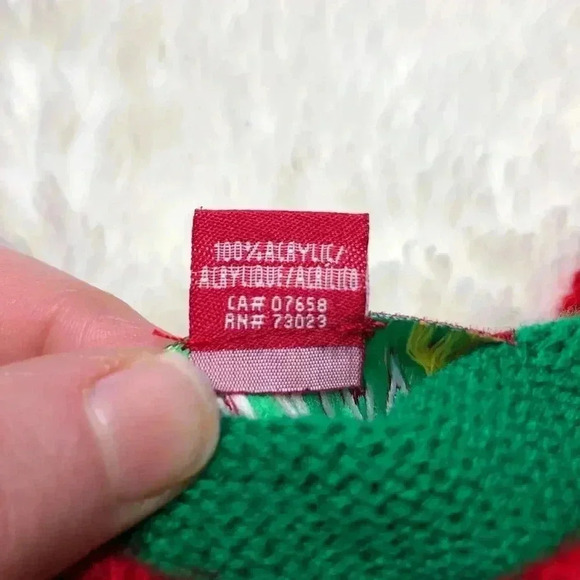 100% ACRYLIC/
ACRYLIQUE/ACRÍLICO
CA# 07658
RN# 73023